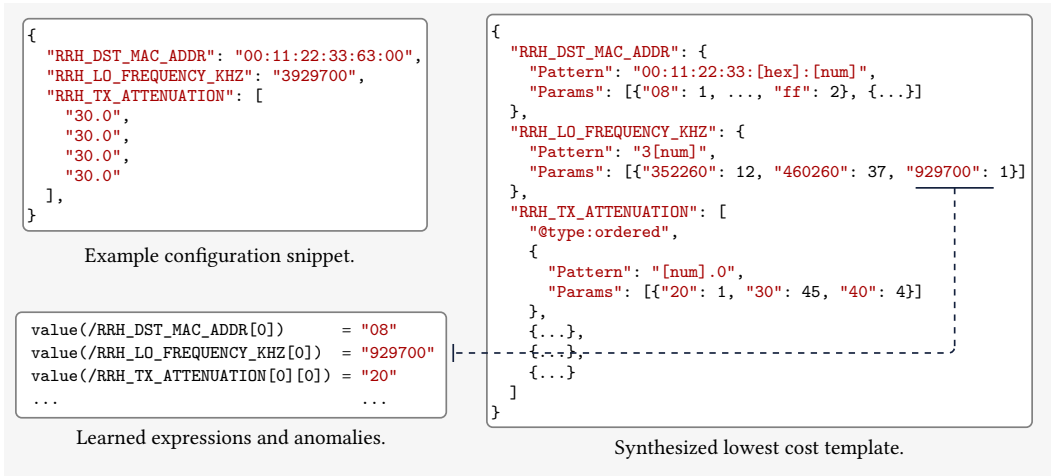 {
  "RRH_DST_MAC_ADDR": "00:11:22:33:63:00",
  "RRH_LO_FREQUENCY_KHZ": "3929700",
  "RRH_TX_ATTENUATION": [
    "30.0",
    "30.0",
    "30.0",
    "30.0"
  ],
}
Example configuration snippet.
value(/RRH_DST_MAC_ADDR[0])      = "08"
value(/RRH_LO_FREQUENCY_KHZ[0])  = "929700"
value(/RRH_TX_ATTENUATION[0][0]) = "20"
...                                ...
Learned expressions and anomalies.
{
  "RRH_DST_MAC_ADDR": {
    "Pattern": "00:11:22:33:[hex]:[num]",
    "Params": [{"08": 1, ..., "ff": 2}, {...}]
  },
  "RRH_LO_FREQUENCY_KHZ": {
    "Pattern": "3[num]",
    "Params": [{"352260": 12, "460260": 37, "929700": 1}]
  },
  "RRH_TX_ATTENUATION": [
    "@type:ordered",
    {
      "Pattern": "[num].0",
      "Params": [{"20": 1, "30": 45, "40": 4}]
    },
    {...},
    {...},
    {...}
  ]
}
Synthesized lowest cost template.